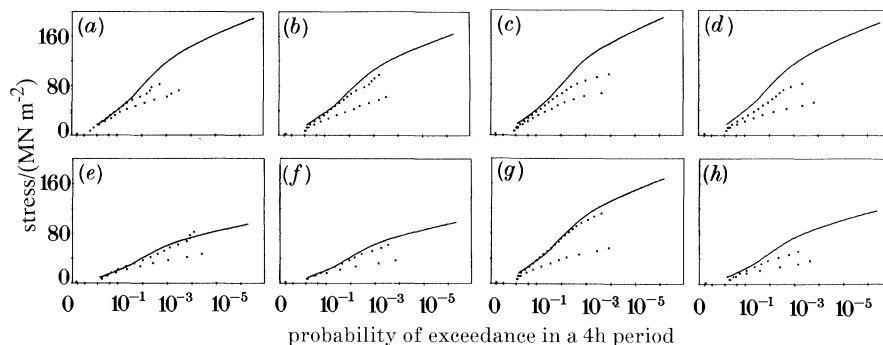 (a) (b) (c) (d)
160
80
0
(e) (f) (g) (h)
160
80
0
stress/(MN m⁻²)
0 10⁻¹ 10⁻³ 10⁻⁵ 0 10⁻¹ 10⁻³ 10⁻⁵ 0 10⁻¹ 10⁻³ 10⁻⁵ 0 10⁻¹ 10⁻³ 10⁻⁵
probability of exceedance in a 4h period